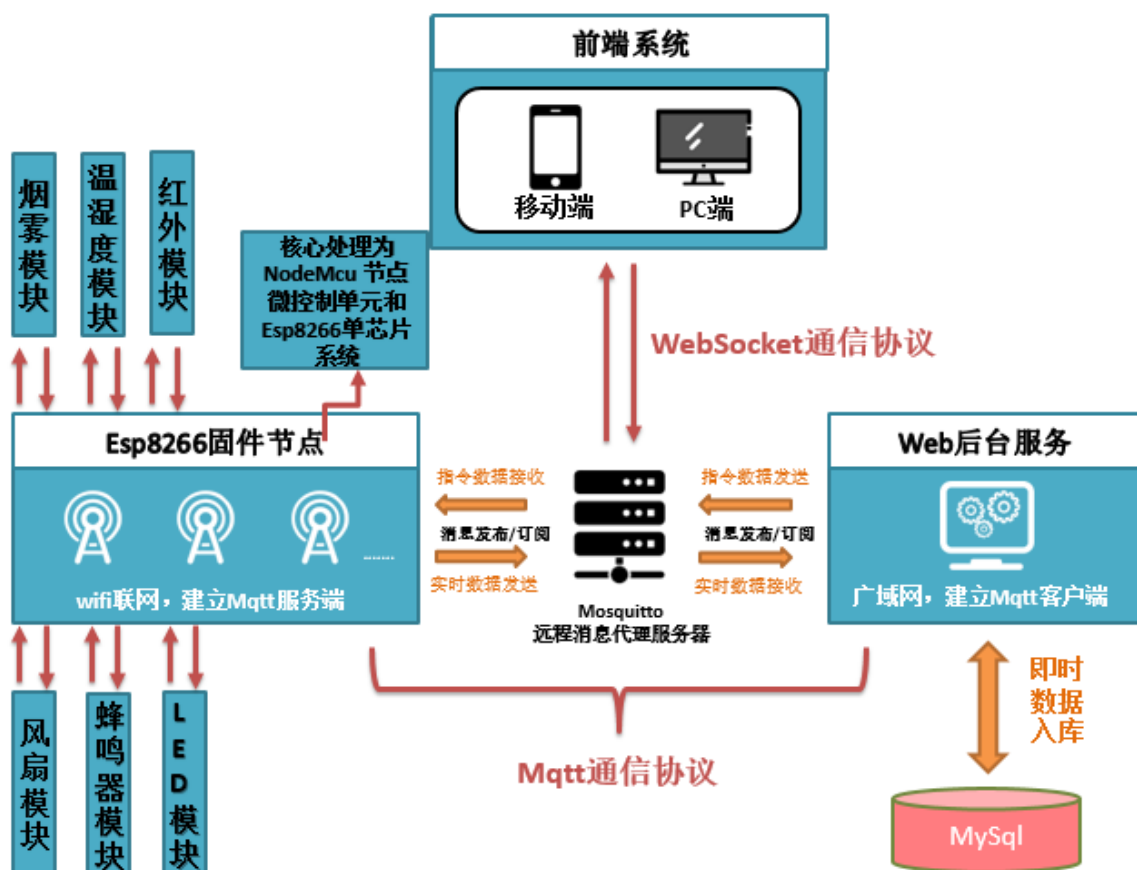 前端系统
移动端
PC端
烟雾模块
温湿度模块
红外模块
核心处理为
NodeMcu 节点
微控制单元和
Esp8266单芯片
系统
WebSocket通信协议
Esp8266固件节点
........
wifi联网，建立Mqtt服务端
指令数据接收
消息发布/订阅
实时数据发送
Mosquitto
远程消息代理服务器
指令数据发送
消息发布/订阅
实时数据接收
Web后台服务
广域网，建立Mqtt客户端
风扇模块
蜂鸣器模块
LED模块
Mqtt通信协议
即时
数据
入库
MySql